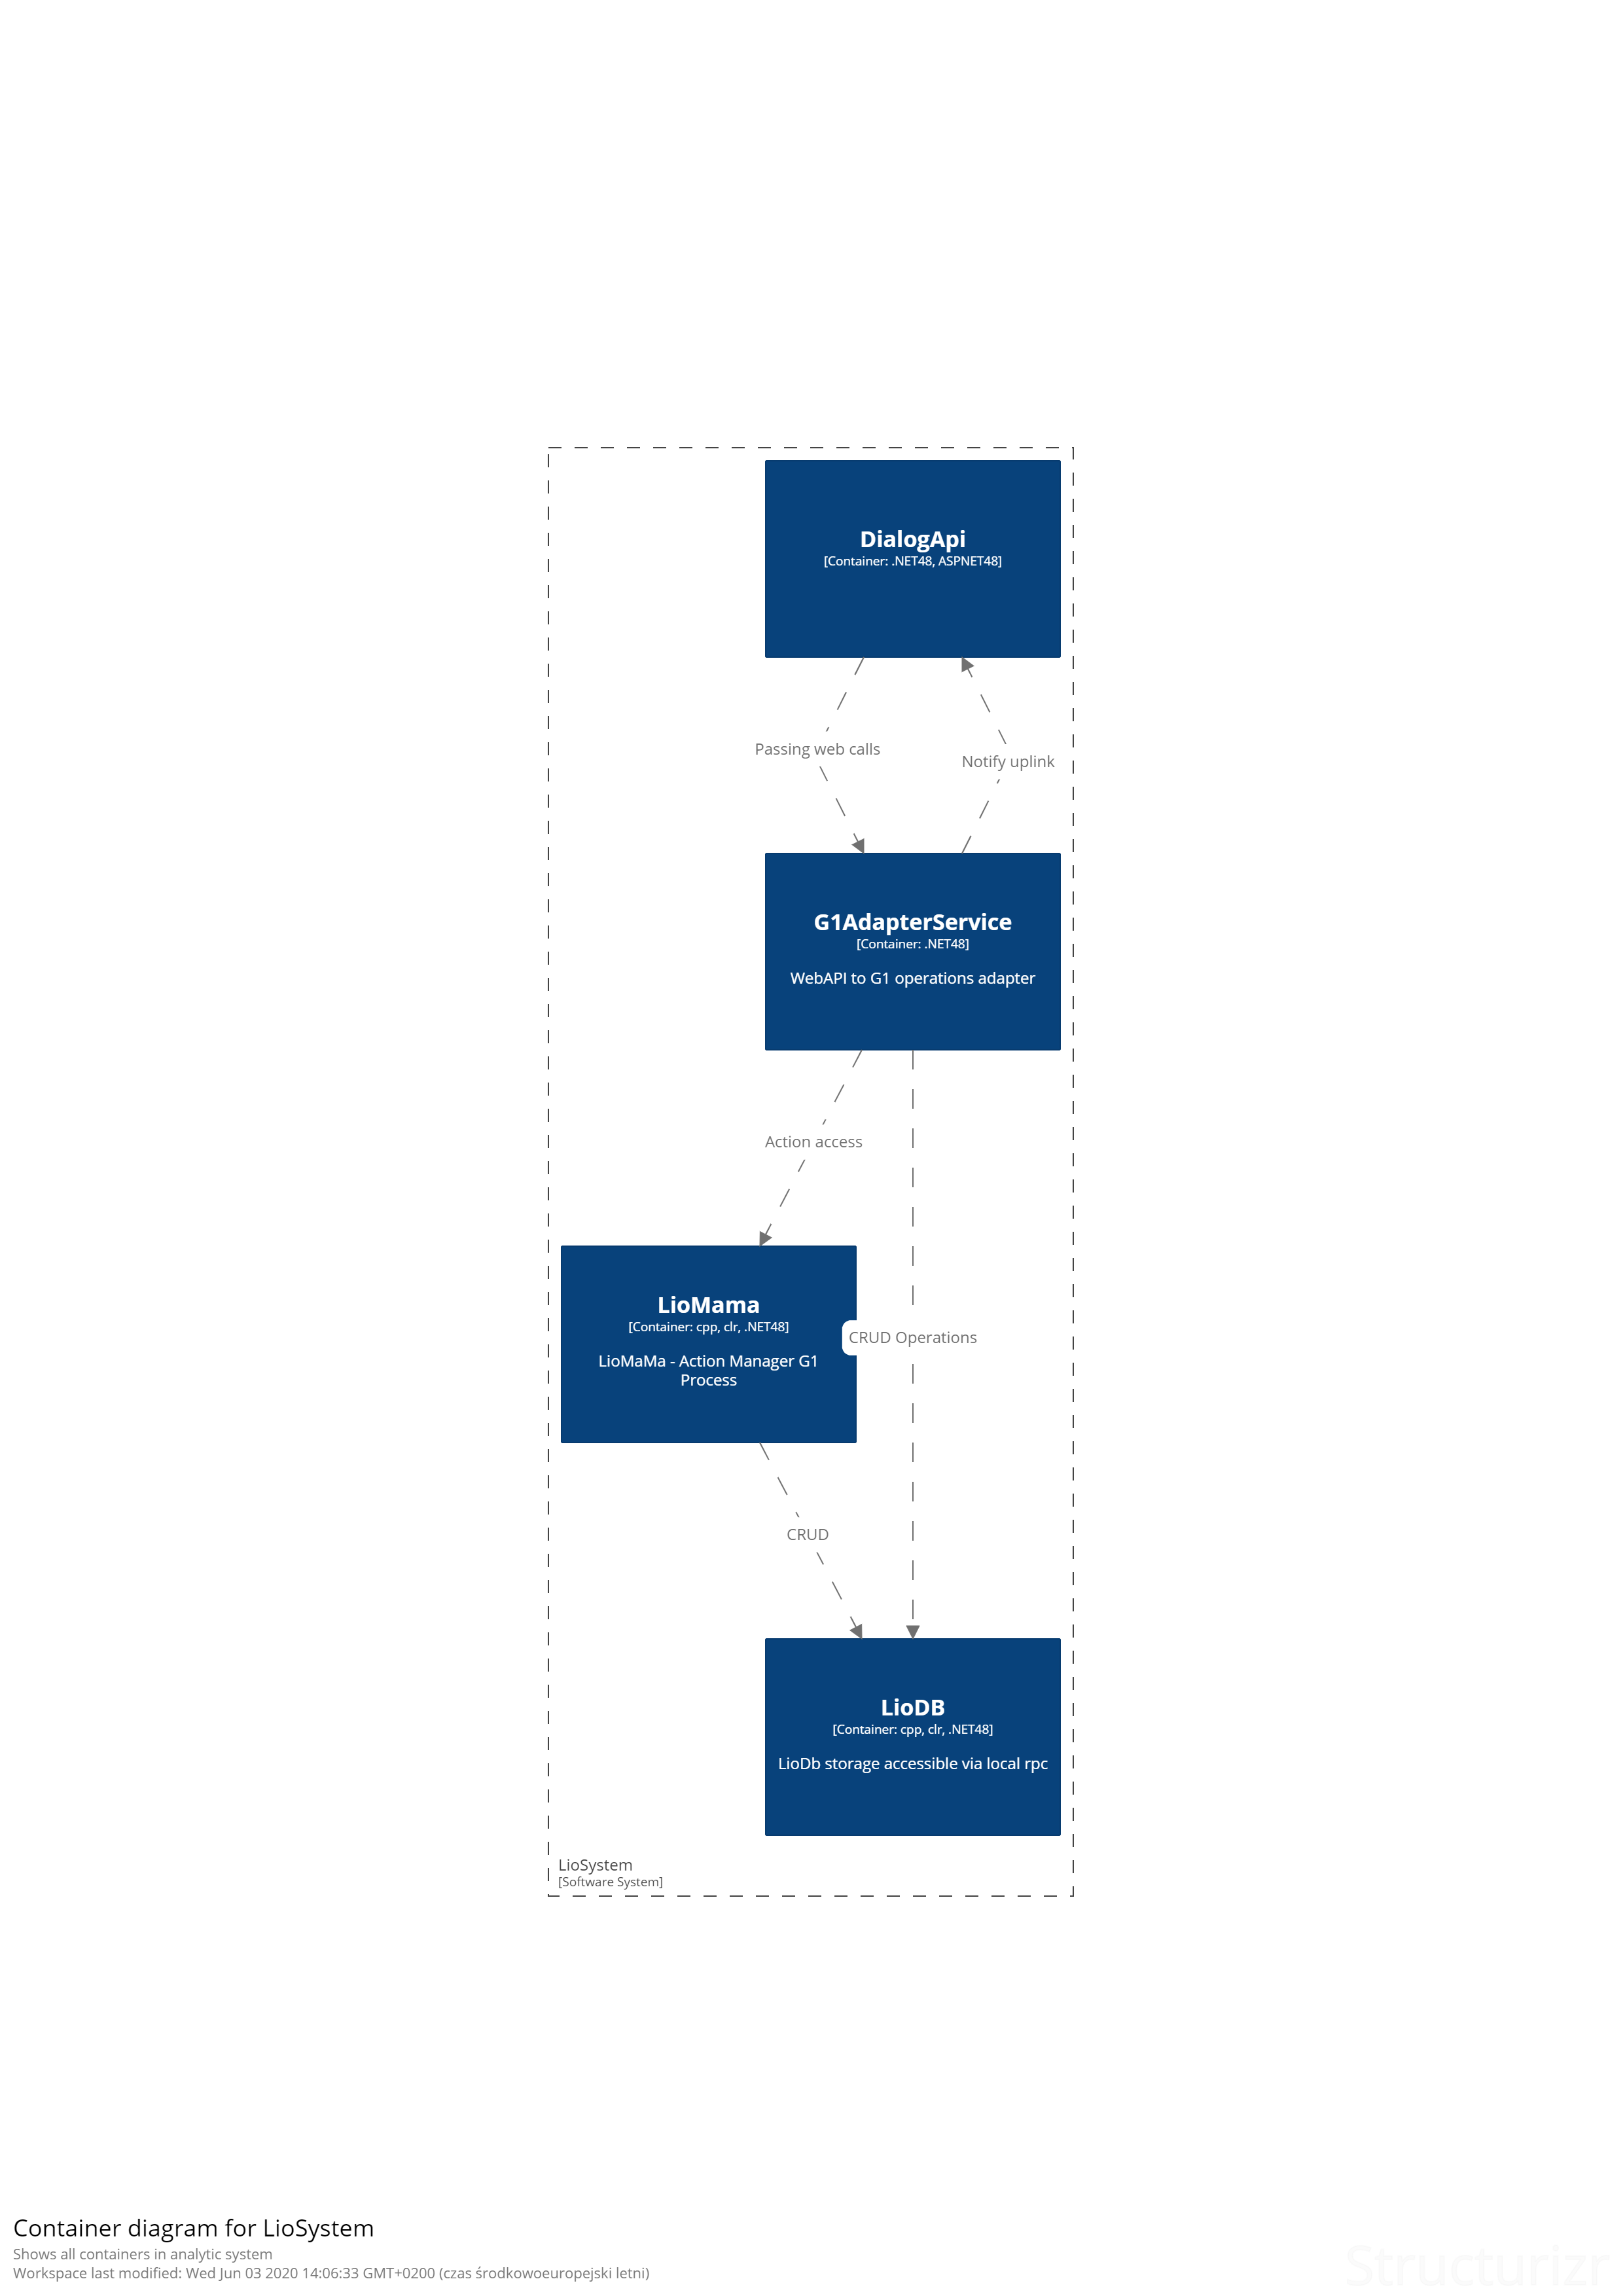 DialogApi
[Container: .NET48, ASPNET48]
Passing web calls
Notify uplink
G1AdapterService
[Container: .NET48]
WebAPI to G1 operations adapter
Action access
LioMama
[Container: cpp, clr, .NET48]
LioMaMa - Action Manager G1
Process
CRUD Operations
CRUD
LioDB
[Container: cpp, clr, .NET48]
LioDb storage accessible via local rpc
LioSystem
[Software System]
Container diagram for LioSystem
Shows all containers in analytic system
Workspace last modified: Wed Jun 03 2020 14:06:33 GMT+0200 (czas środkowoeuropejski letni)
Structurizr